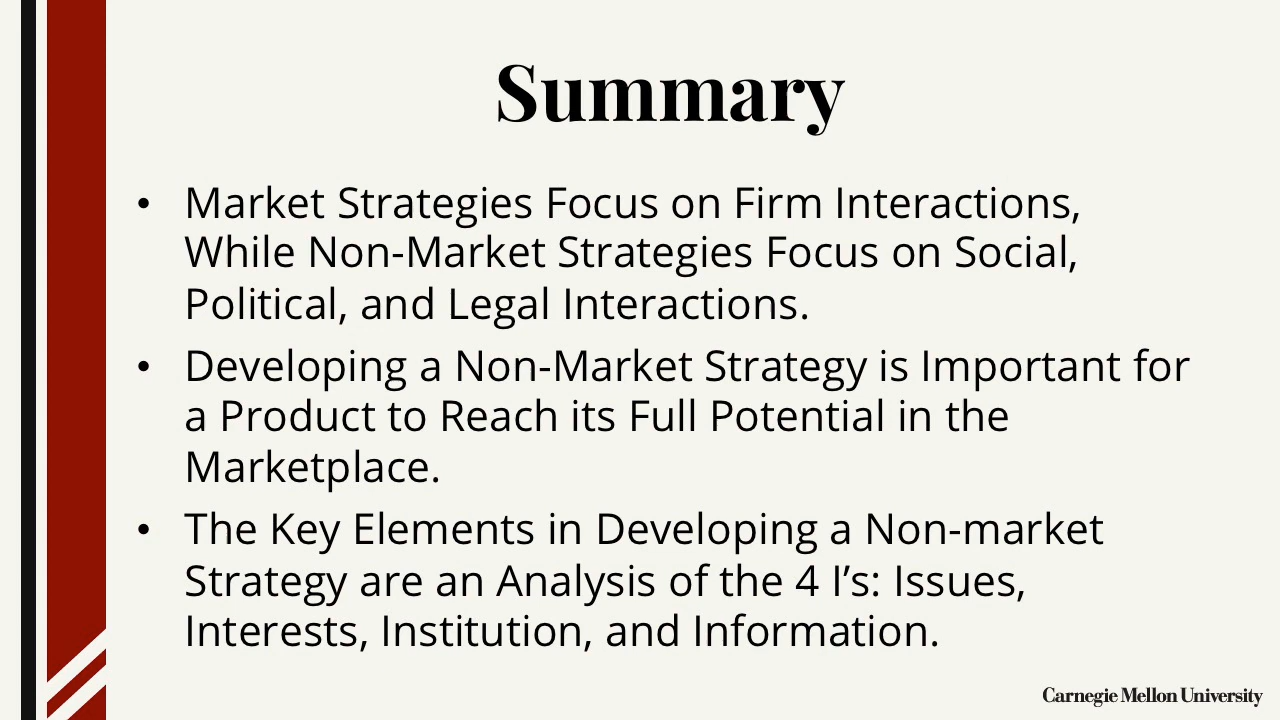 Summary
• Market Strategies Focus on Firm Interactions,
While Non-Market Strategies Focus on Social,
Political, and Legal Interactions.
• Developing a Non-Market Strategy is Important for
a Product to Reach its Full Potential in the
Marketplace.
• The Key Elements in Developing a Non-market
Strategy are an Analysis of the 4 I’s: Issues,
Interests, Institution, and Information.
Carnegie Mellon University